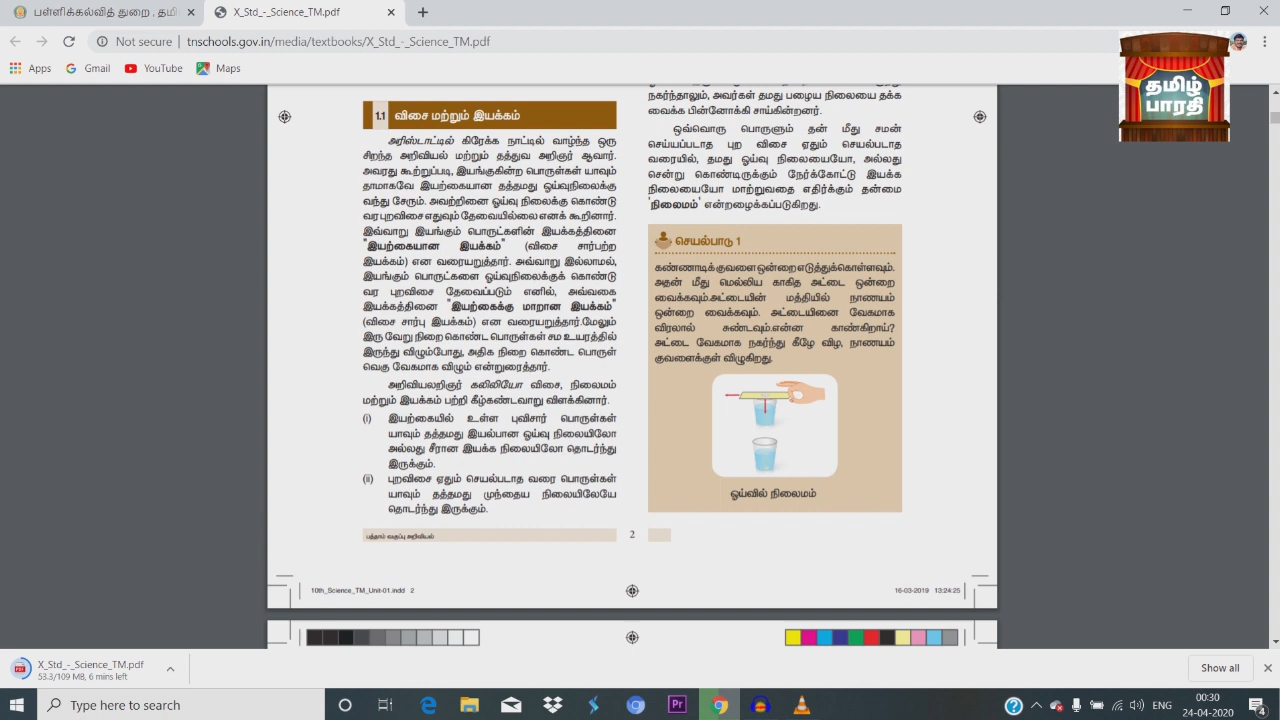 பள்ளிக்கல்வித் துறை, தமி
X_Std_-_Science_TM.pdf
Not secure | tnschools.gov.in/media/textbooks/X_Std_-_Science_TM.pdf
Apps
Gmail
YouTube
Maps
தமிழ்
பாரதி
1.1 விசை மற்றும் இயக்கம்
அரிஸ்டாட்டில் கிரேக்க நாட்டில் வாழ்ந்த ஒரு
சிறந்த அறிவியல் மற்றும் தத்துவ அறிஞர் ஆவார்.
அவரது கூற்றுப்படி, இயங்குகின்ற பொருள்கள் யாவும்
தாமாகவே இயற்கையான தத்தமது ஓய்வுநிலைக்கு
வந்து சேரும். அவற்றினை ஓய்வு நிலைக்கு கொண்டு
வர புறவிசை எதுவும் தேவையில்லை எனக் கூறினார்.
இவ்வாறு இயங்கும் பொருட்களின் இயக்கத்தினை
"இயற்கையான இயக்கம்" (விசை சார்பற்ற
இயக்கம்) என வரையறுத்தார். அவ்வாறு இல்லாமல்,
இயங்கும் பொருட்களை ஓய்வுநிலைக்குக் கொண்டு
வர புறவிசை தேவைப்படும் எனில், அவ்வகை
இயக்கத்தினை "இயற்கைக்கு மாறான இயக்கம்"
(விசை சார்பு இயக்கம்) என வரையறுத்தார்.மேலும்
இரு வேறு நிறை கொண்ட பொருள்கள் சம உயரத்தில்
இருந்து விழும்போது, அதிக நிறை கொண்ட பொருள்
வெகு வேகமாக விழும் என்றுரைத்தார்.
அறிவியலறிஞர் கலிலியோ விசை, நிலைமம்
மற்றும் இயக்கம் பற்றி கீழ்கண்டவாறு விளக்கினார்.
(i) இயற்கையில் உள்ள புவிசார் பொருள்கள்
யாவும் தத்தமது இயல்பான ஓய்வு நிலையிலோ
அல்லது சீரான இயக்க நிலையிலோ தொடர்ந்து
இருக்கும்.
(ii) புறவிசை ஏதும் செயல்படாத வரை பொருள்கள்
யாவும் தத்தமது முந்தைய நிலையிலேயே
தொடர்ந்து இருக்கும்.
நகர்ந்தாலும், அவர்கள் தமது பழைய நிலையை தக்க
வைக்க பின்னோக்கி சாய்கின்றனர்.
ஒவ்வொரு பொருளும் தன் மீது சமன்
செய்யப்படாத புற விசை ஏதும் செயல்படாத
வரையில், தமது ஓய்வு நிலையையோ, அல்லது
சென்று கொண்டிருக்கும் நேர்க்கோட்டு இயக்க
நிலையையோ மாற்றுவதை எதிர்க்கும் தன்மை
'நிலைமம்' என்றழைக்கப்படுகிறது.
செயல்பாடு 1
கண்ணாடிக் குவளை ஒன்றை எடுத்துக்கொள்ளவும்.
அதன் மீது மெல்லிய காகித அட்டை ஒன்றை
வைக்கவும்.அட்டையின் மத்தியில் நாணயம்
ஒன்றை வைக்கவும். அட்டையினை வேகமாக
விரலால் சுண்டவும்.என்ன காண்கிறாய்?
அட்டை வேகமாக நகர்ந்து கீழே விழ, நாணயம்
குவளைக்குள் விழுகிறது.
ஓய்வில் நிலைமம்
பத்தாம் வகுப்பு அறிவியல்
2
10th_Science_TM_Unit-01.indd 2
16-03-2019 13:24:25
X_Std_-_Science_TM.pdf
53.3/109 MB, 6 mins left
Show all
Type here to search
ENG
00:30
24-04-2020
4